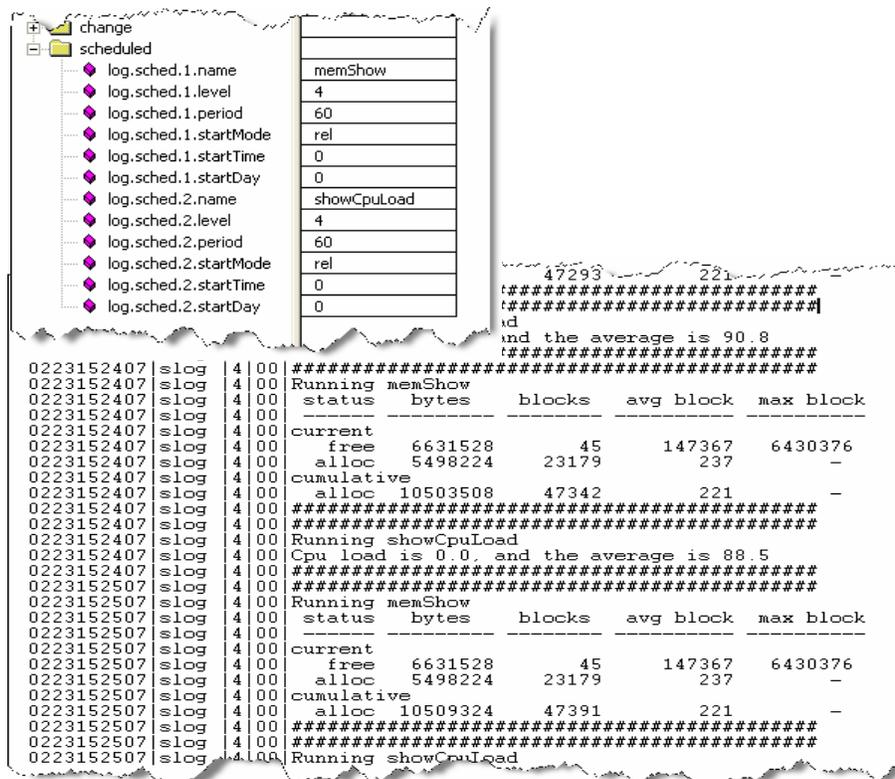 change
scheduled
log.sched.1.name memShow
log.sched.1.level 4
log.sched.1.period 60
log.sched.1.startMode rel
log.sched.1.startTime 0
log.sched.1.startDay 0
log.sched.2.name showCpuLoad
log.sched.2.level 4
log.sched.2.period 60
log.sched.2.startMode rel
log.sched.2.startTime 0
log.sched.2.startDay 0
47293 221 -
###########################
###########################
ad
and the average is 90.8
###########################
0223152407|slog |4|00|############################################
0223152407|slog |4|00|Running memShow
0223152407|slog |4|00| status bytes blocks avg block max block
0223152407|slog |4|00| ------ ---------- -------- ---------- ----------
0223152407|slog |4|00|current
0223152407|slog |4|00| free 6631528 45 147367 6430376
0223152407|slog |4|00| alloc 5498224 23179 237 -
0223152407|slog |4|00|cumulative
0223152407|slog |4|00| alloc 10503508 47342 221 -
0223152407|slog |4|00|############################################
0223152407|slog |4|00|############################################
0223152407|slog |4|00|Running showCpuLoad
0223152407|slog |4|00|Cpu load is 0.0, and the average is 88.5
0223152407|slog |4|00|############################################
0223152507|slog |4|00|############################################
0223152507|slog |4|00|Running memShow
0223152507|slog |4|00| status bytes blocks avg block max block
0223152507|slog |4|00| ------ ---------- -------- ---------- ----------
0223152507|slog |4|00|current
0223152507|slog |4|00| free 6631528 45 147367 6430376
0223152507|slog |4|00| alloc 5498224 23179 237 -
0223152507|slog |4|00|cumulative
0223152507|slog |4|00| alloc 10509324 47391 221 -
0223152507|slog |4|00|############################################
0223152507|slog |4|00|############################################
0223152507|slog |4|00|Running showCpuLoad